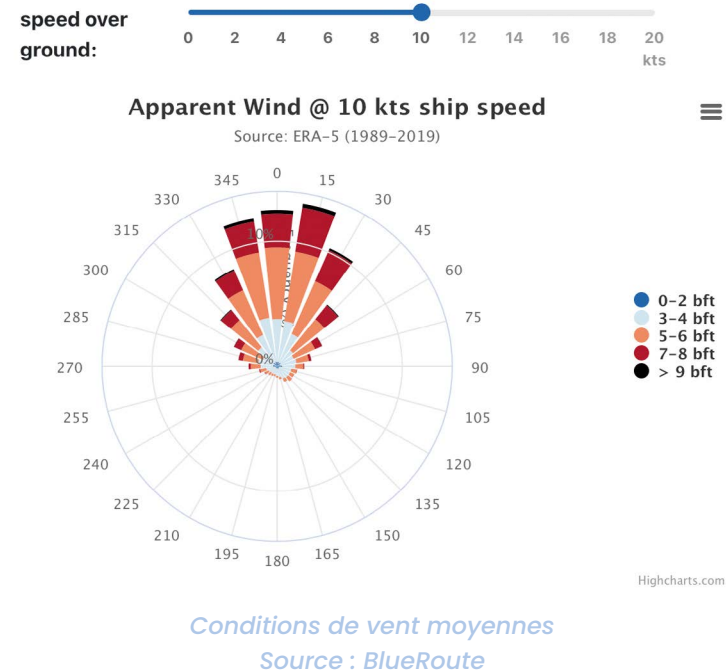 speed over
ground:
0 2 4 6 8 10 12 14 16 18 20
kts
Apparent Wind @ 10 kts ship speed
Source: ERA-5 (1989-2019)
0
345 15
330 30
315 45
300 60
285 75
270 90
255 105
240 120
225 135
210 150
195 165
180
10%
0%
0-2 bft
3-4 bft
5-6 bft
7-8 bft
> 9 bft
Highcharts.com
Conditions de vent moyennes
Source : BlueRoute